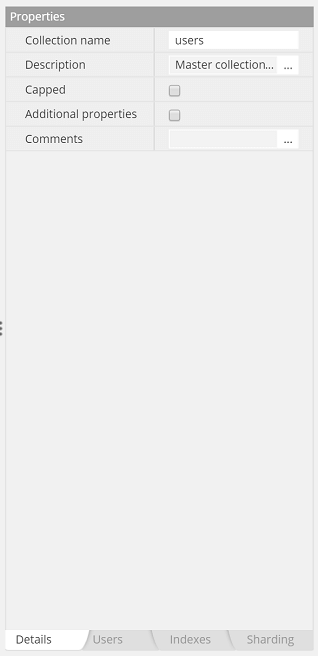 Properties
Collection name users
Description Master collection... ...
Capped
Additional properties
Comments ...
Details Users Indexes Sharding